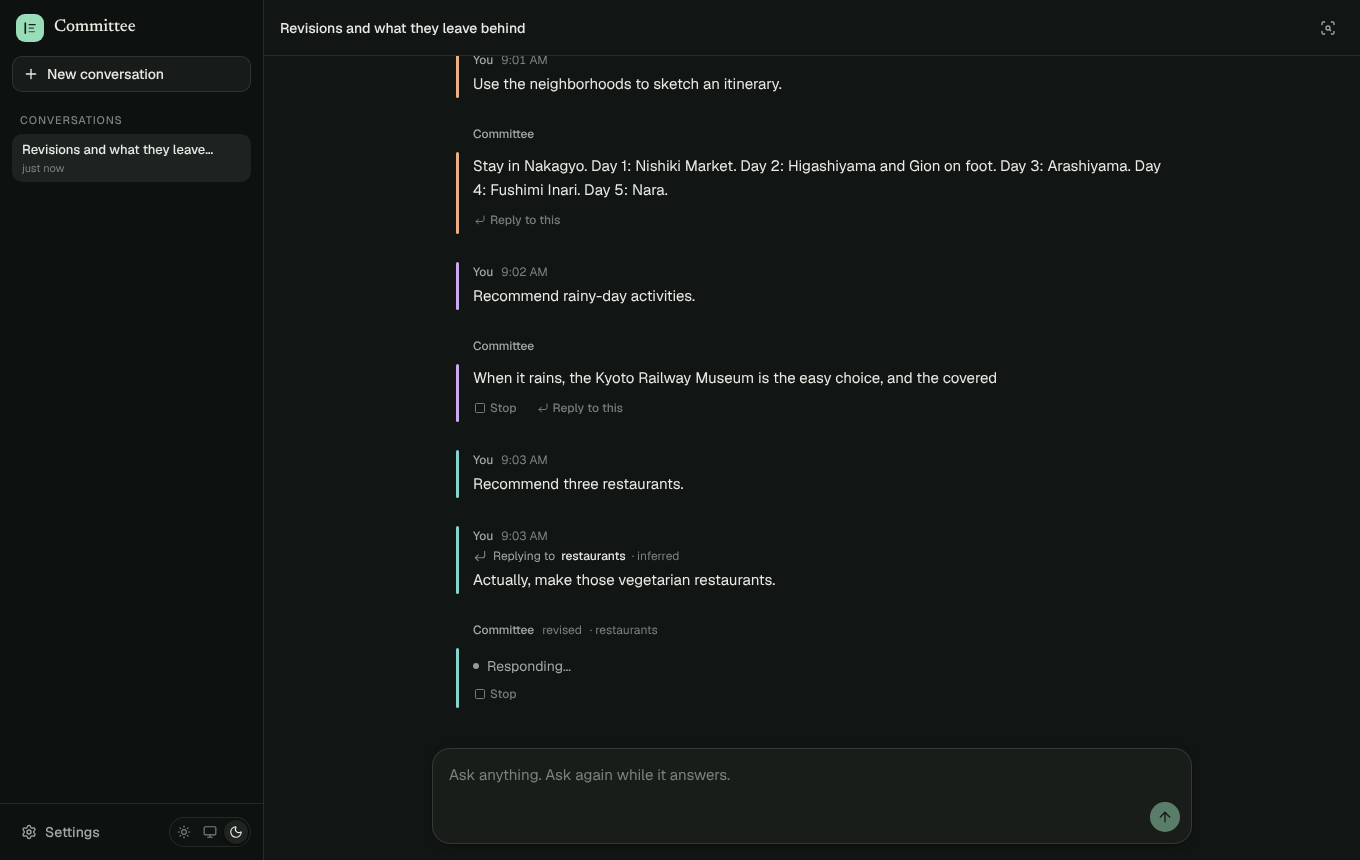 Committee
New conversation
CONVERSATIONS
Revisions and what they leave...
just now
Settings
Revisions and what they leave behind
You 9:01 AM
Use the neighborhoods to sketch an itinerary.
Committee
Stay in Nakagyo. Day 1: Nishiki Market. Day 2: Higashiyama and Gion on foot. Day 3: Arashiyama. Day
4: Fushimi Inari. Day 5: Nara.
Reply to this
You 9:02 AM
Recommend rainy-day activities.
Committee
When it rains, the Kyoto Railway Museum is the easy choice, and the covered
Stop Reply to this
You 9:03 AM
Recommend three restaurants.
You 9:03 AM
Replying to restaurants · inferred
Actually, make those vegetarian restaurants.
Committee revised · restaurants
Responding...
Stop
Ask anything. Ask again while it answers.